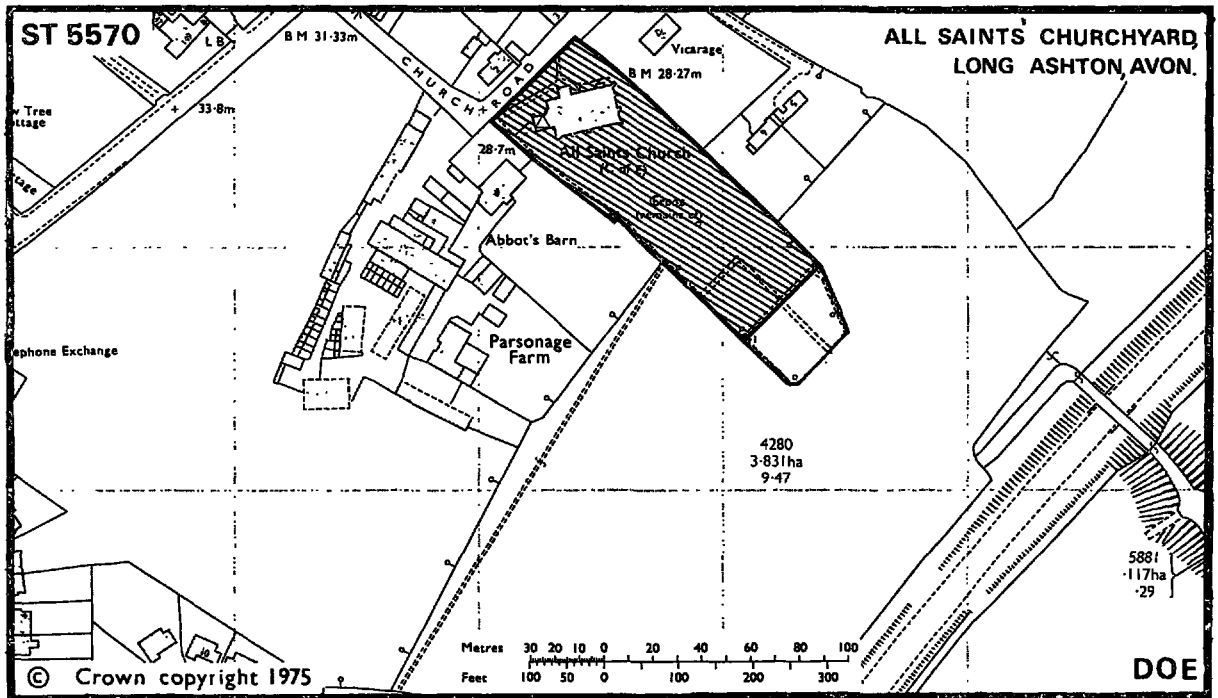 ST 5570
ALL SAINTS' CHURCHYARD,
LONG ASHTON, AVON.
L B
B M 31·33m
CHURCH ROAD
Vicarage
B M 28·27m
33·8m
w Tree
ottage
28·7m
All Saints Church
(C of E)
Cross
(remains of)
ttage
Abbot's Barn
ephone Exchange
Parsonage
Farm
4280
3·831ha
9·47
5881
·117ha
·29
Metres 30 20 10 0 20 40 60 80 100
Feet 100 50 0 100 200 300
© Crown copyright 1975
DOE